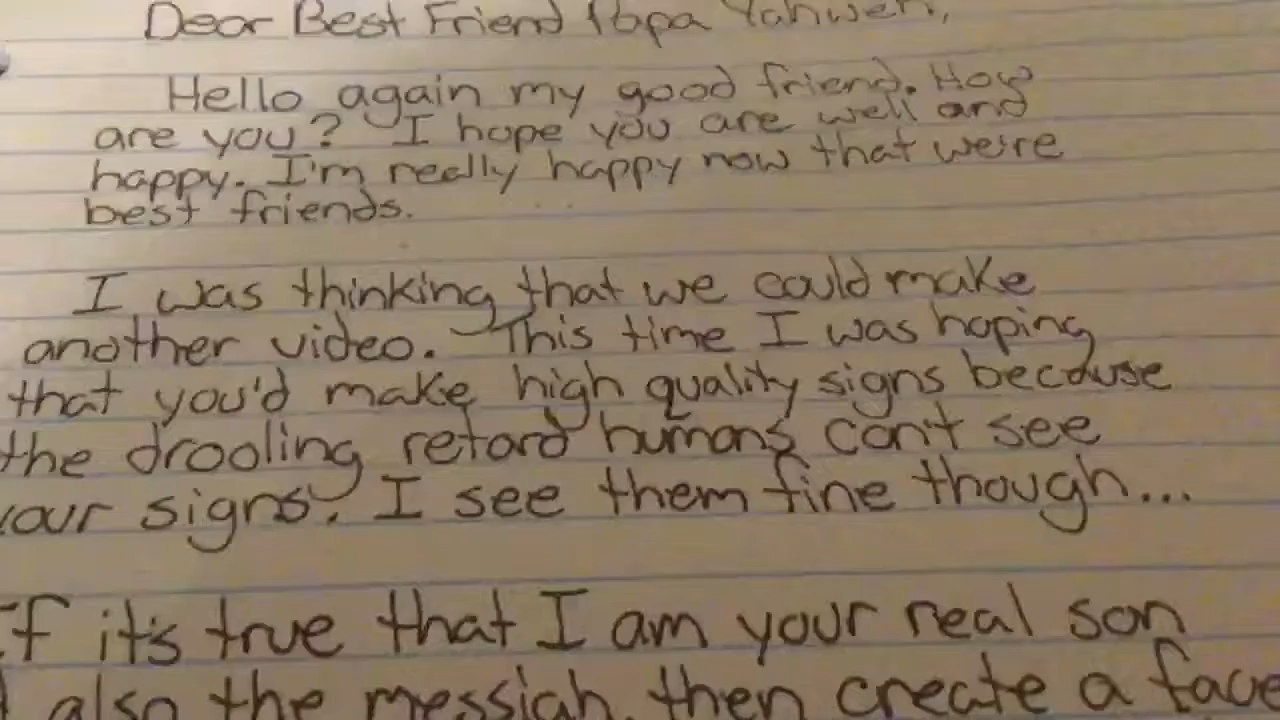 Dear Best Friend Papa Yahweh,
Hello again my good friend. How
are you? I hope you are well and
happy. I'm really happy now that we're
best friends.
I was thinking that we could make
another video. This time I was hoping
that you'd make high quality signs because
the drooling retard humans can't see
your signs. I see them fine though...
If it's true that I am your real son
also the messiah, then create a face